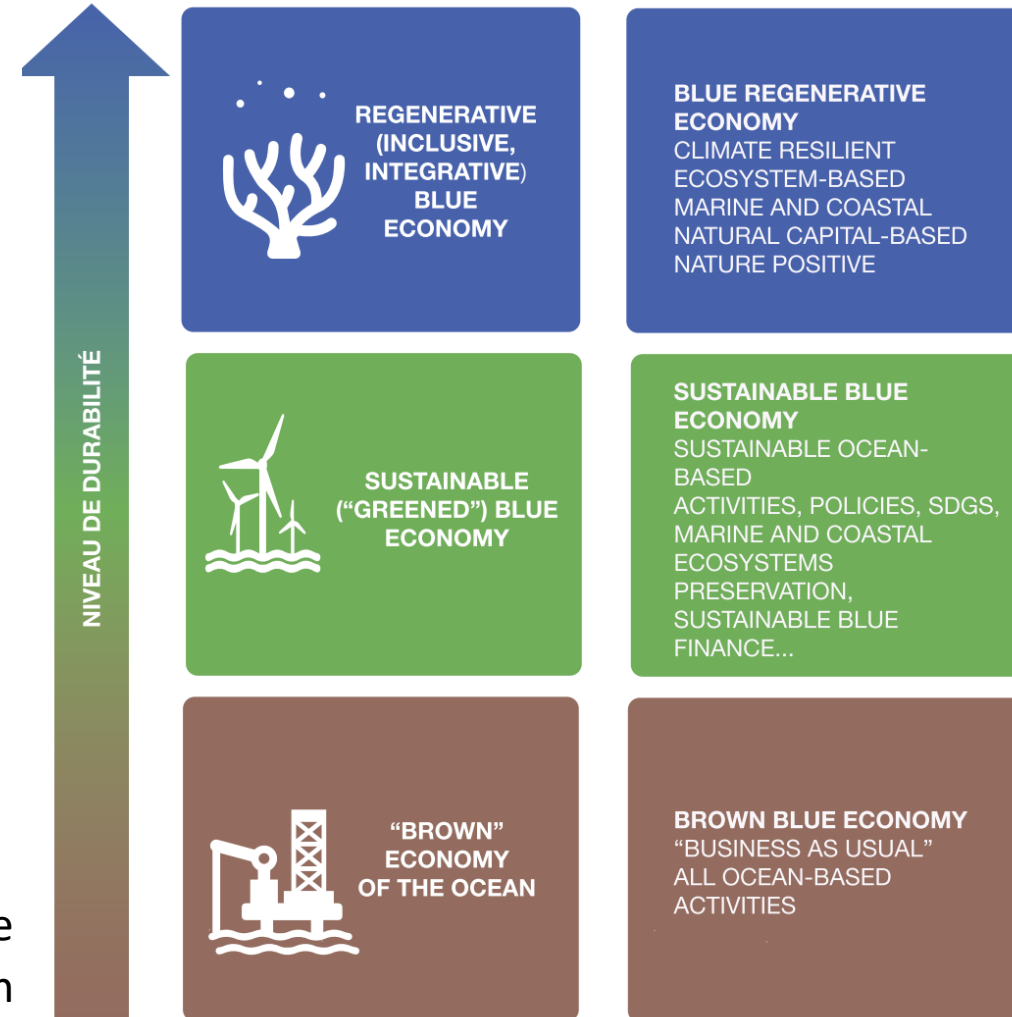 NIVEAU DE DURABILITÉ
REGENERATIVE
(INCLUSIVE,
INTEGRATIVE)
BLUE
ECONOMY
BLUE REGENERATIVE
ECONOMY
CLIMATE RESILIENT
ECOSYSTEM-BASED
MARINE AND COASTAL
NATURAL CAPITAL-BASED
NATURE POSITIVE
SUSTAINABLE
(“GREENED”) BLUE
ECONOMY
SUSTAINABLE BLUE
ECONOMY
SUSTAINABLE OCEAN-
BASED
ACTIVITIES, POLICIES, SDGS,
MARINE AND COASTAL
ECOSYSTEMS
PRESERVATION,
SUSTAINABLE BLUE
FINANCE...
“BROWN”
ECONOMY
OF THE OCEAN
BROWN BLUE ECONOMY
“BUSINESS AS USUAL”
ALL OCEAN-BASED
ACTIVITIES